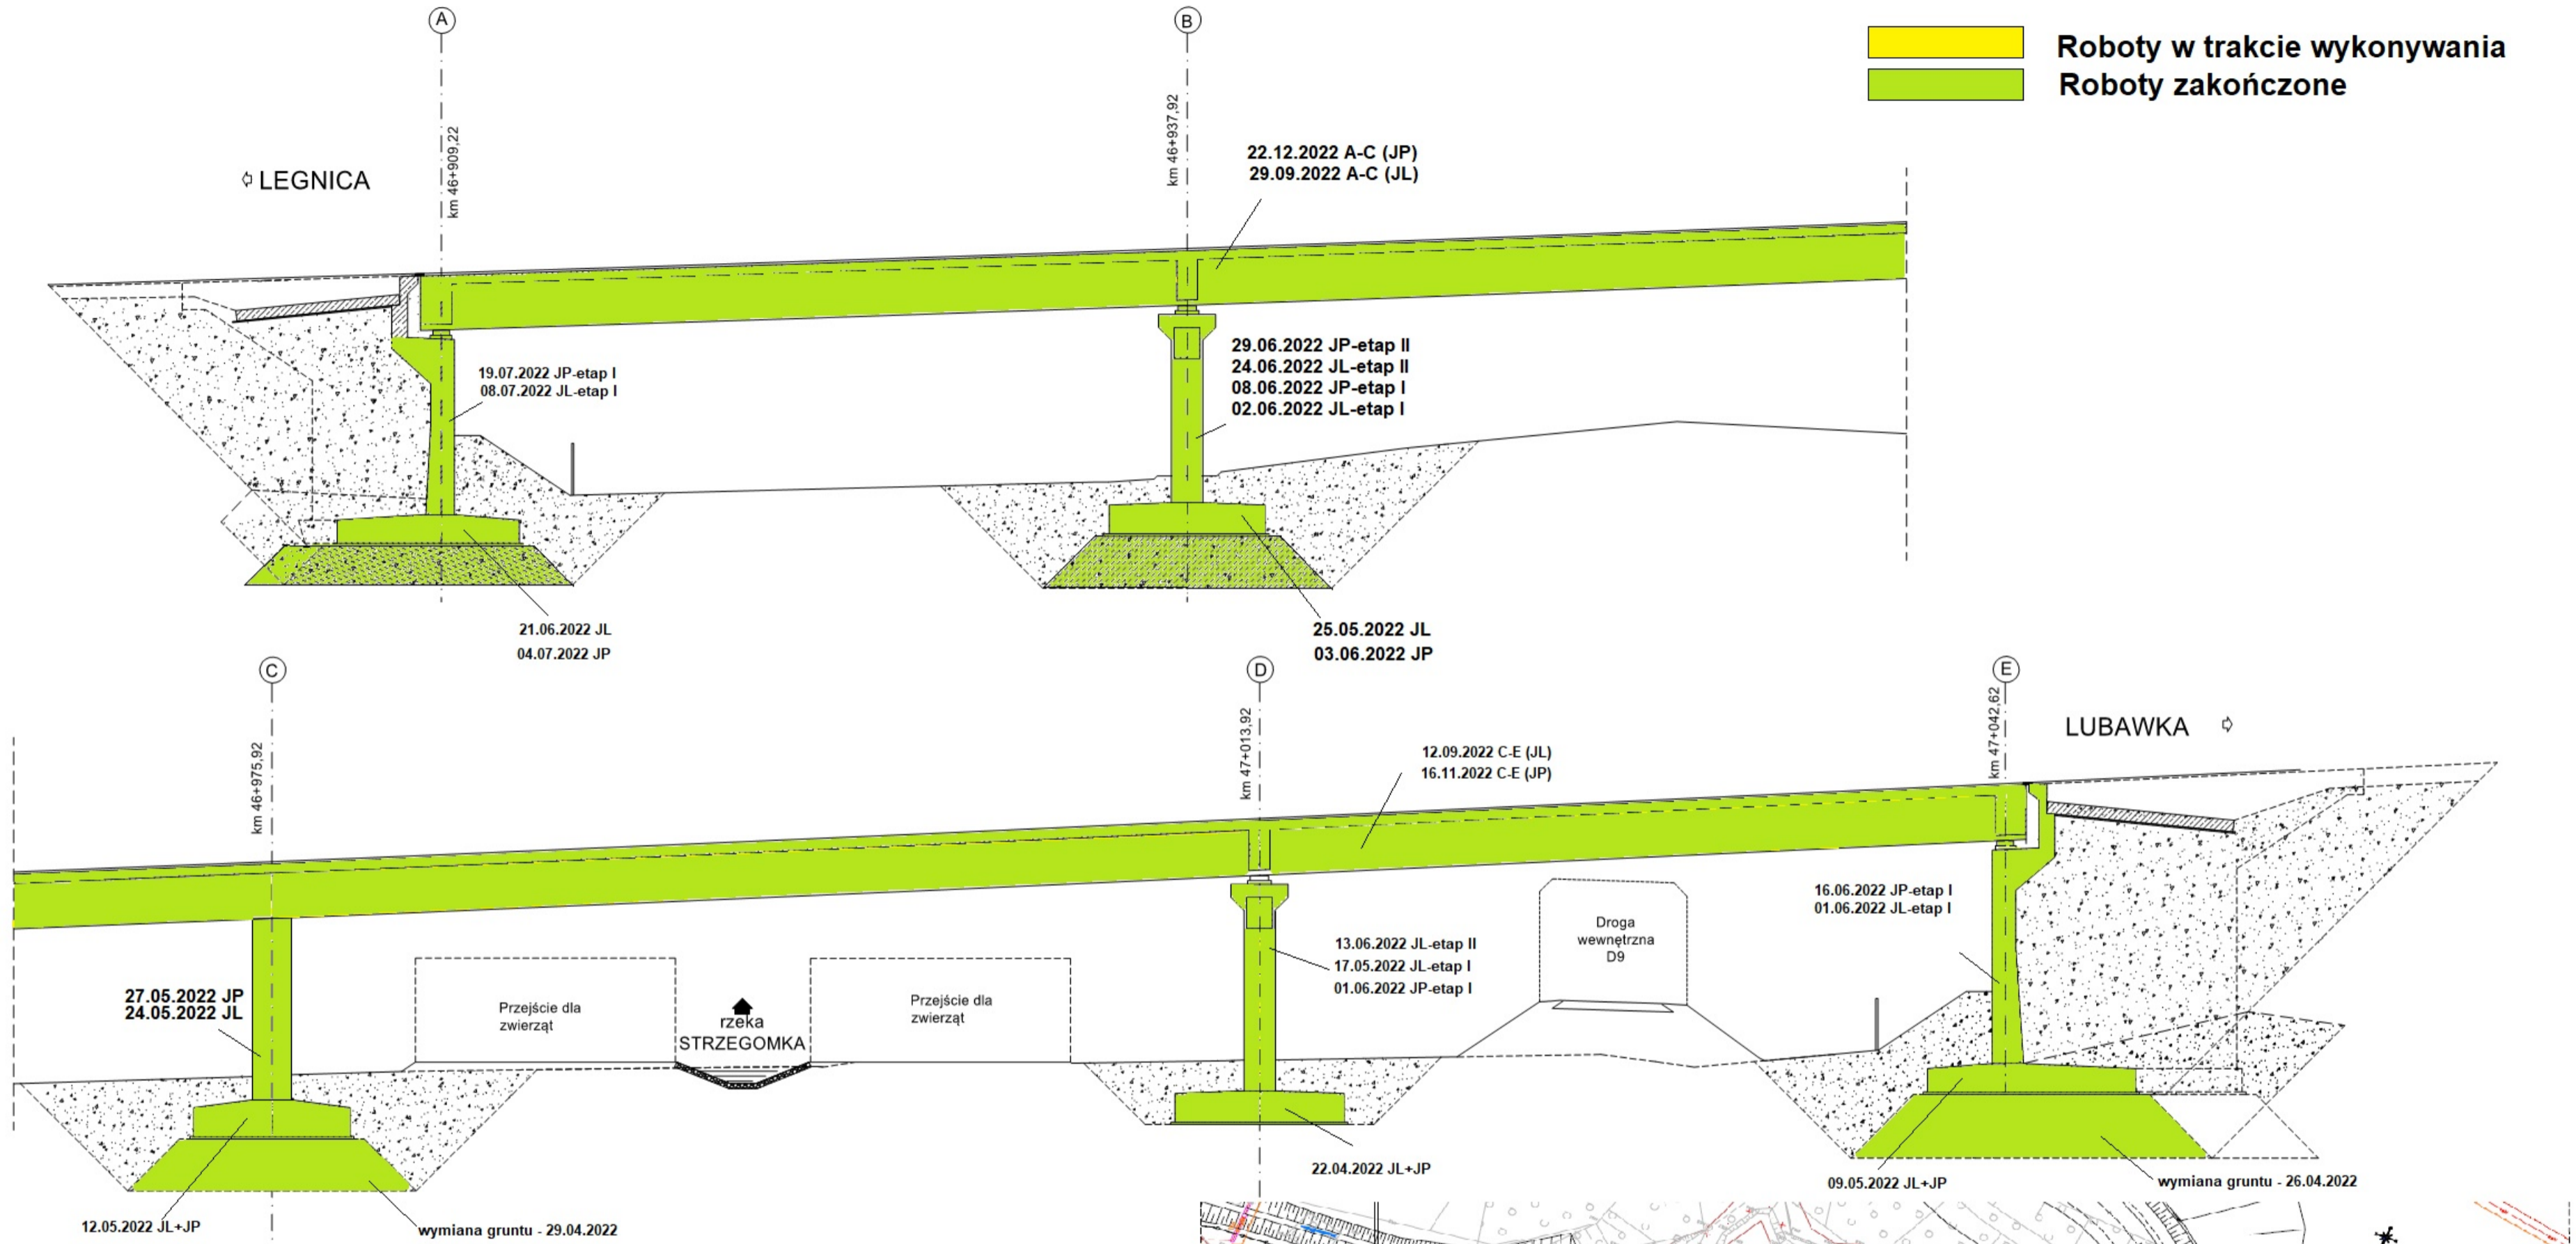 A
B
Roboty w trakcie wykonywania
Roboty zakończone
km 46+909,22
km 46+937,92
LEGNICA
22.12.2022 A-C (JP)
29.09.2022 A-C (JL)
19.07.2022 JP-etap I
08.07.2022 JL-etap I
29.06.2022 JP-etap II
24.06.2022 JL-etap II
08.06.2022 JP-etap I
02.06.2022 JL-etap I
21.06.2022 JL
04.07.2022 JP
25.05.2022 JL
03.06.2022 JP
C
D
E
km 46+975,92
km 47+013,92
km 47+042,62
LUBAWKA
12.09.2022 C-E (JL)
16.11.2022 C-E (JP)
27.05.2022 JP
24.05.2022 JL
Przejście dla
zwierząt
rzeka
STRZEGOMKA
Przejście dla
zwierząt
13.06.2022 JL-etap II
17.05.2022 JL-etap I
01.06.2022 JP-etap I
Droga
wewnętrzna
D9
16.06.2022 JP-etap I
01.06.2022 JL-etap I
12.05.2022 JL+JP
wymiana gruntu - 29.04.2022
22.04.2022 JL+JP
09.05.2022 JL+JP
wymiana gruntu - 26.04.2022